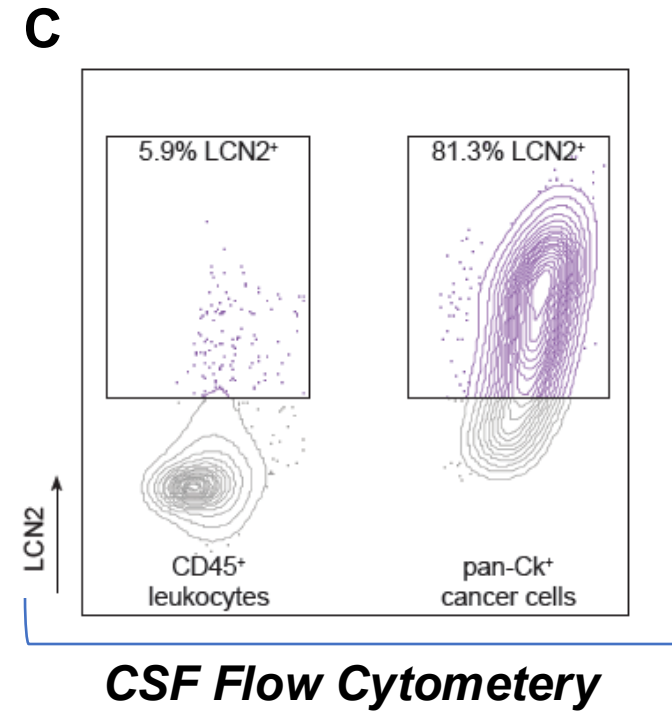 C
5.9% LCN2⁺
81.3% LCN2⁺
LCN2
CD45⁺
leukocytes
pan-Ck⁺
cancer cells
CSF Flow Cytometery